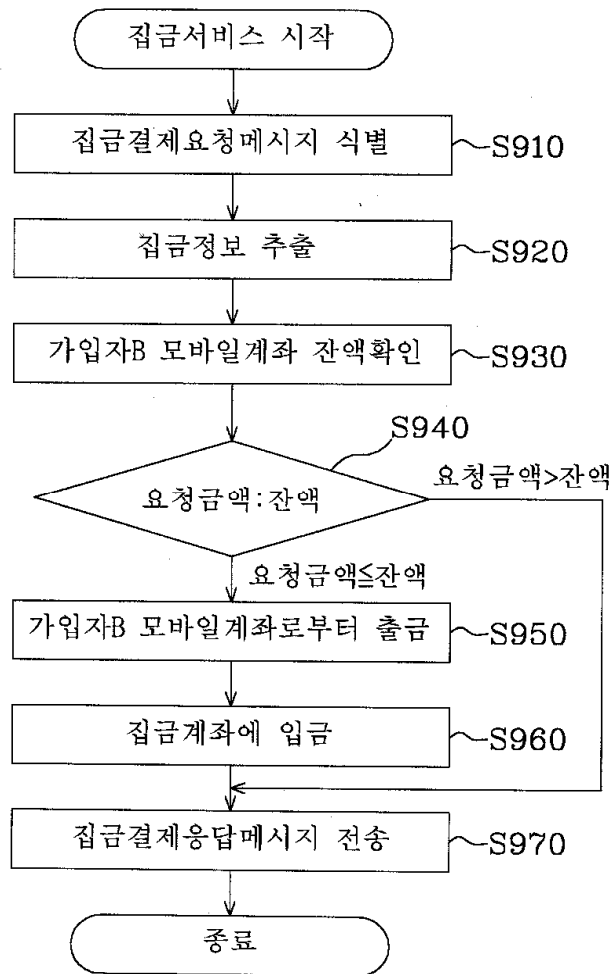 집금서비스 시작
집금결제요청메시지 식별
S910
집금정보 추출
S920
가입자B 모바일계좌 잔액확인
S930
S940
요청금액:잔액
요청금액>잔액
요청금액≦잔액
가입자B 모바일계좌로부터 출금
S950
집금계좌에 입금
S960
집금결제응답메시지 전송
S970
종료